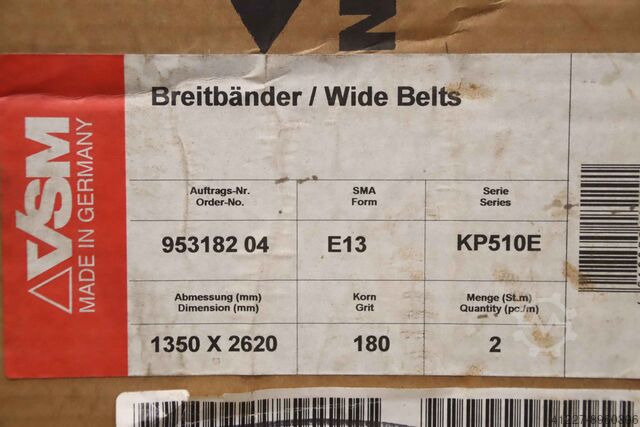 Breitbänder / Wide Belts
VSM
MADE IN GERMANY
Auftrags-Nr.
Order-No.
SMA
Form
Serie
Series
953182 04
E13
KP510E
Abmessung (mm)
Dimension (mm)
Korn
Grit
Menge (St.m)
Quantity (pc./m)
1350 X 2620
180
2